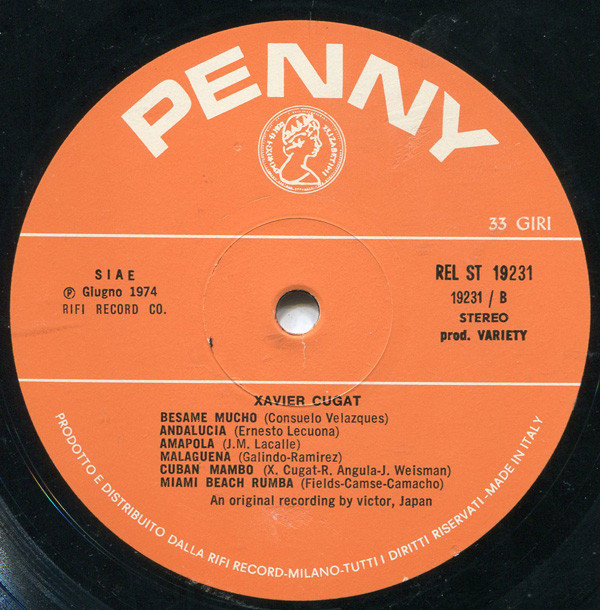 PENNY
33 GIRI
S I A E
℗ Giugno 1974
RIFI RECORD CO.
REL ST 19231
19231 / B
STEREO
prod. VARIETY
XAVIER CUGAT
BESAME MUCHO (Consuelo Velazques)
ANDALUCIA (Ernesto Lecuona)
AMAPOLA (J.M. Lacalle)
MALAGUENA (Galindo-Ramirez)
CUBAN MAMBO (X. Cugat-R. Angula-J. Weisman)
MIAMI BEACH RUMBA (Fields-Camse-Camacho)
An original recording by victor, Japan
PRODOTTO E DISTRIBUITO DALLA RIFI RECORD-MILANO-TUTTI I DIRITTI RISERVATI-MADE IN ITALY